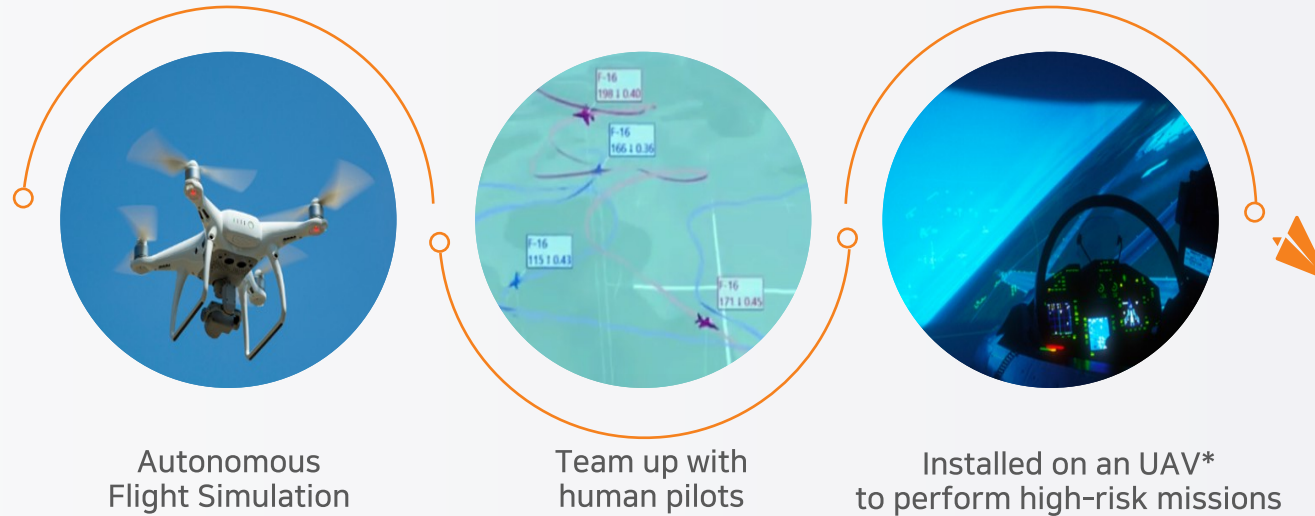 F-16
198↓0.40
F-16
166↓0.36
F-16
115↑0.43
F-16
171↓0.45
Autonomous
Flight Simulation
Team up with
human pilots
Installed on an UAV*
to perform high-risk missions